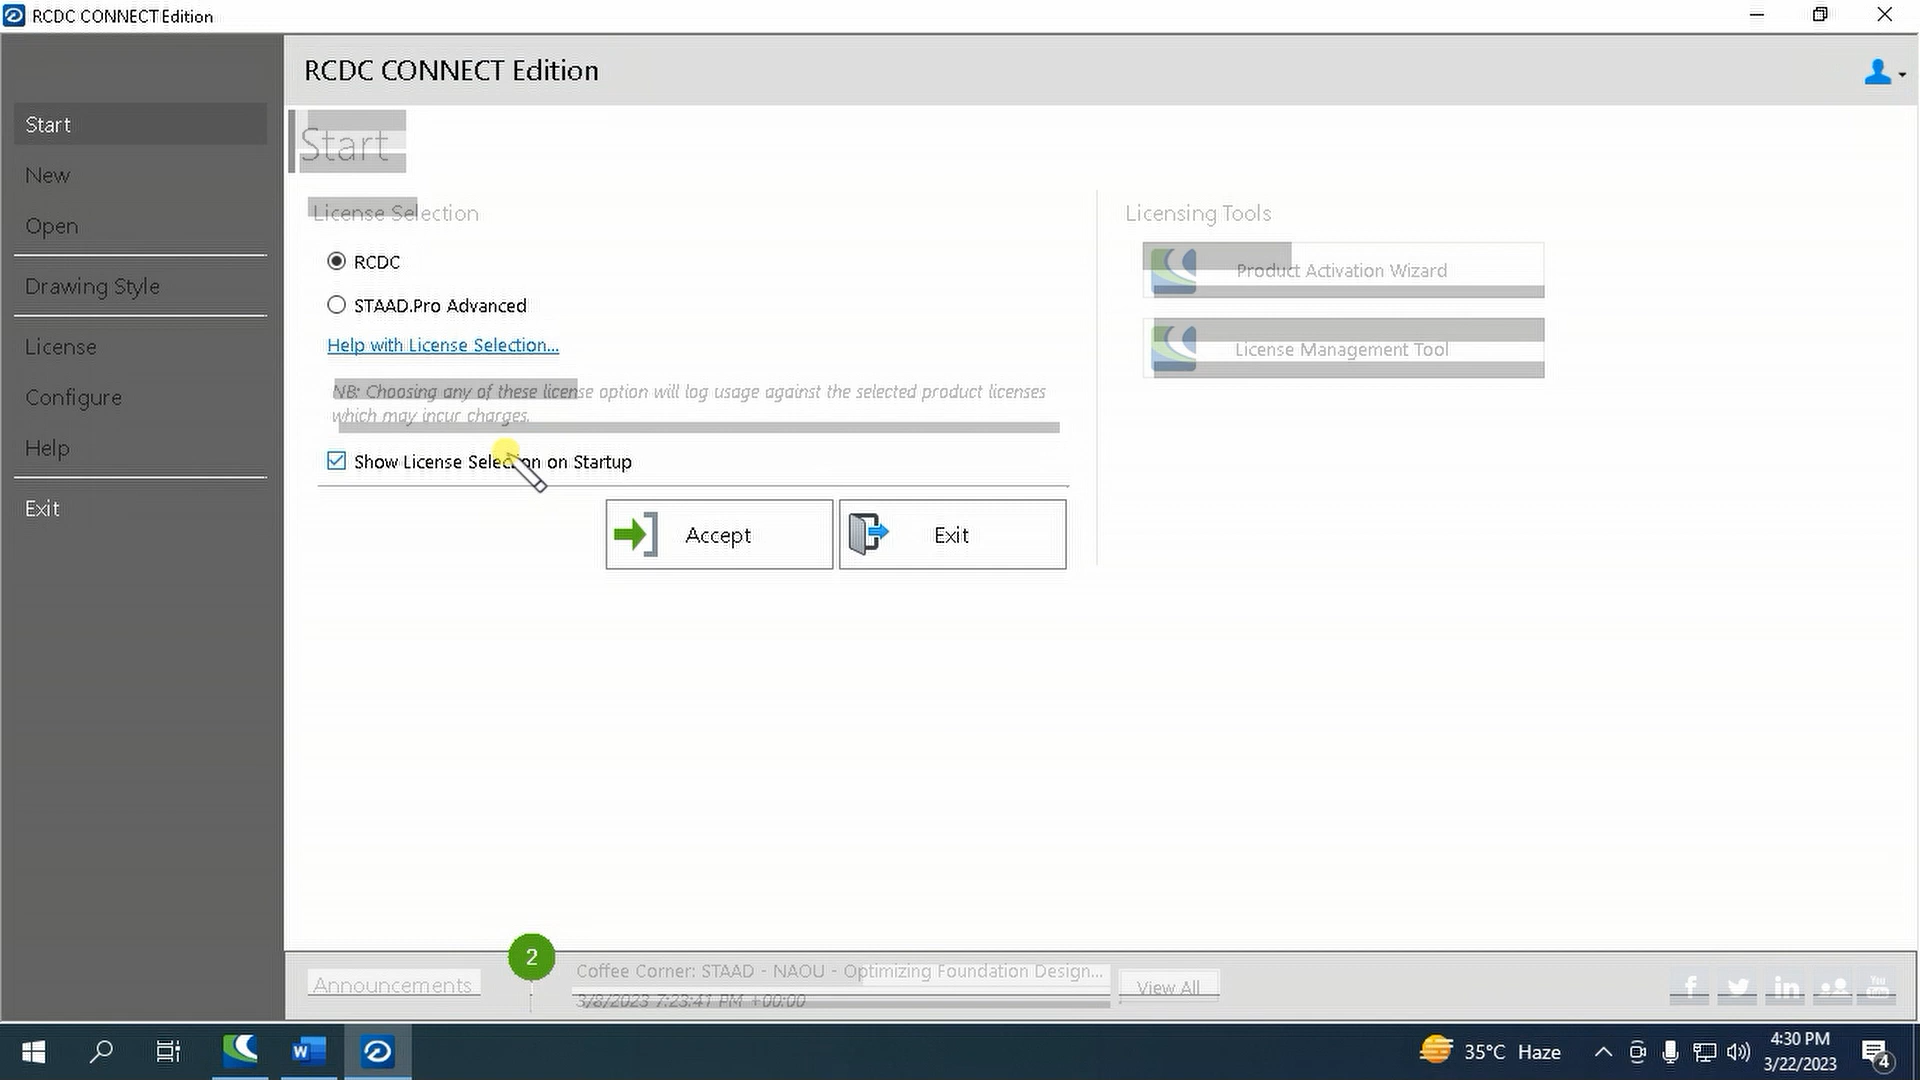 RCDC CONNECT Edition
RCDC CONNECT Edition
Start
New
Open
Drawing Style
License
Configure
Help
Exit
Start
License Selection
RCDC
STAAD.Pro Advanced
Help with License Selection...
NB: Choosing any of these license option will log usage against the selected product licenses
which may incur charges.
Show License Selection on Startup
Accept
Exit
Licensing Tools
Product Activation Wizard
License Management Tool
Announcements
2
Coffee Corner: STAAD - NAOU - Optimizing Foundation Design...
3/8/2023 7:23:41 PM +00:00
View All
f
in
You
W
35°C Haze
4:30 PM
3/22/2023
4